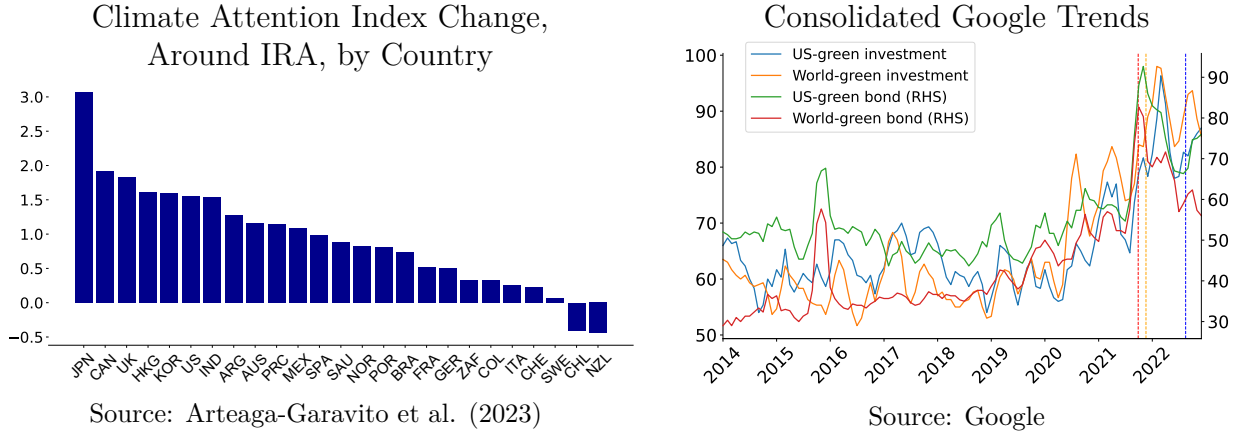 Climate Attention Index Change,
Around IRA, by Country
3.0
2.5
2.0
1.5
1.0
0.5
0.0
−0.5
JPN CAN UK HKG KOR US IND ARG AUS PRC MEX SPA SAU NOR POR BRA FRA GER ZAF COL ITA CHE SWE CHL NZL
Source: Arteaga-Garavito et al. (2023)
Consolidated Google Trends
US-green investment
World-green investment
US-green bond (RHS)
World-green bond (RHS)
100
90
80
70
60
50
90
80
70
60
50
40
30
2014 2015 2016 2017 2018 2019 2020 2021 2022
Source: Google